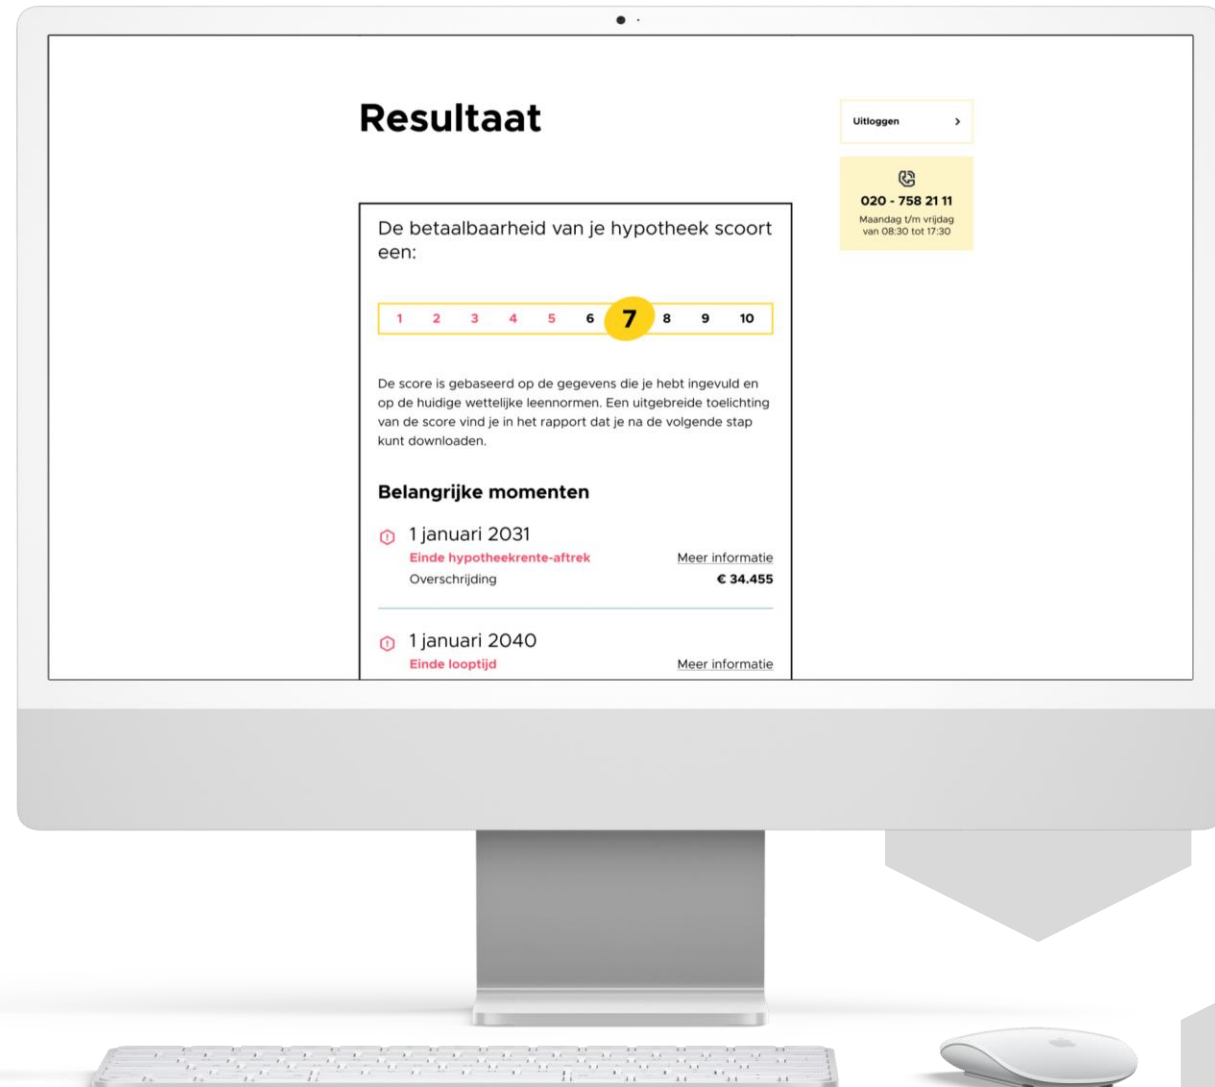 Resultaat
Uitloggen
020 - 758 21 11
Maandag t/m vrijdag
van 08:30 tot 17:30
De betaalbaarheid van je hypotheek scoort
een:
1 2 3 4 5 6 7 8 9 10
De score is gebaseerd op de gegevens die je hebt ingevuld en
op de huidige wettelijke leennormen. Een uitgebreide toelichting
van de score vind je in het rapport dat je na de volgende stap
kunt downloaden.
Belangrijke momenten
1 januari 2031
Einde hypotheekrente-aftrek Meer informatie
Overschrijding € 34.455
1 januari 2040
Einde looptijd Meer informatie